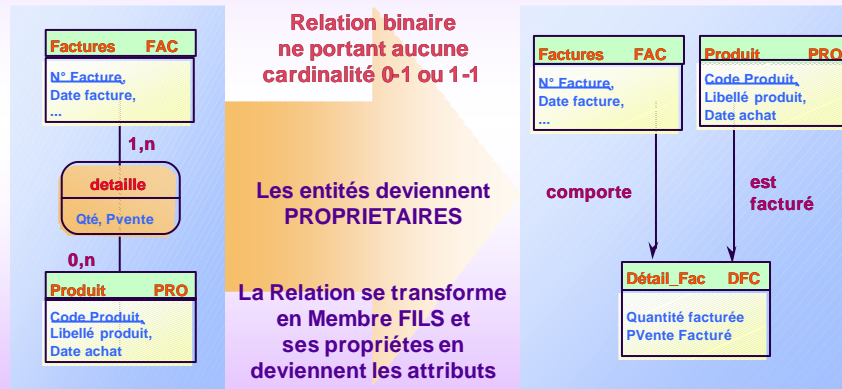 Factures FAC
N° Facture,
Date facture,
...
1,n
detaille
Qté, Pvente
0,n
Produit PRO
Code Produit,
Libellé produit,
Date achat
Relation binaire
ne portant aucune
cardinalité 0-1 ou 1-1
Les entités deviennent
PROPRIETAIRES
La Relation se transforme
en Membre FILS et
ses propriétes en
deviennent les attributs
Factures FAC
N° Facture,
Date facture,
...
Produit PRO
Code Produit,
Libellé produit,
Date achat
comporte
est
facturé
Détail_Fac DFC
Quantité facturée
PVente Facturé